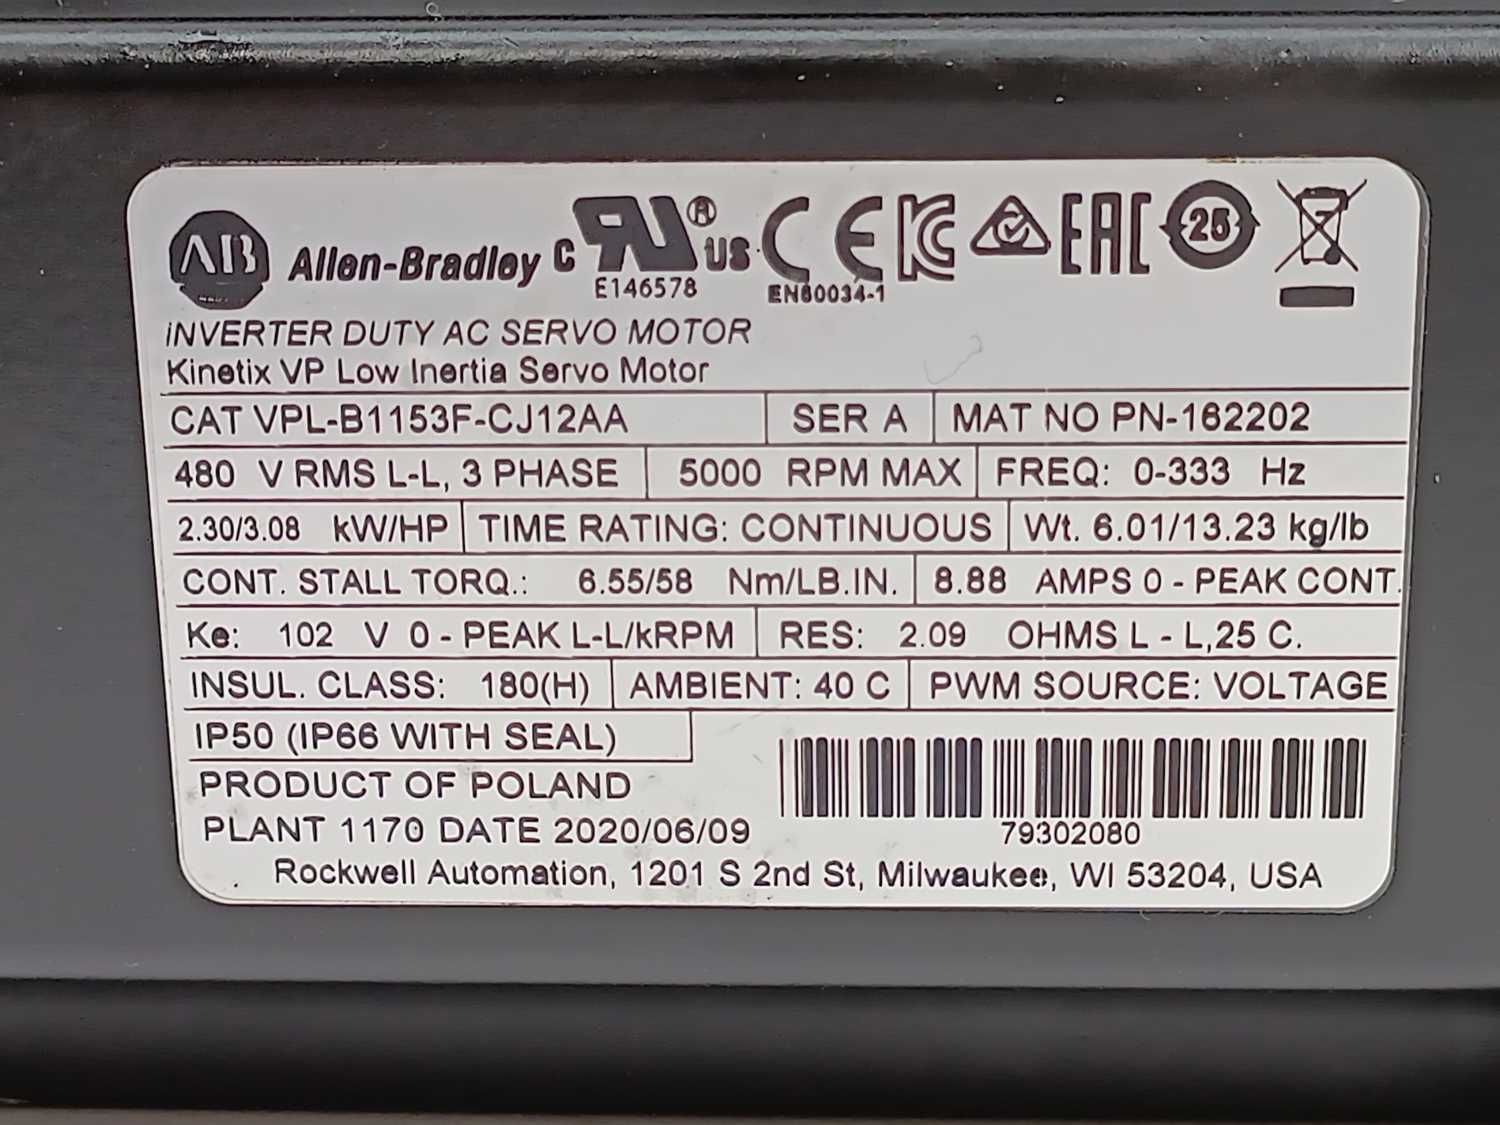 AB Allen-Bradley C RU ® US CE KC EAC 25
E146578 EN60034-1
INVERTER DUTY AC SERVO MOTOR
Kinetix VP Low Inertia Servo Motor
CAT VPL-B1153F-CJ12AA SER A MAT NO PN-162202
480 V RMS L-L, 3 PHASE 5000 RPM MAX FREQ: 0-333 Hz
2.30/3.08 kW/HP TIME RATING: CONTINUOUS Wt. 6.01/13.23 kg/lb
CONT. STALL TORQ.: 6.55/58 Nm/LB.IN. 8.88 AMPS 0 - PEAK CONT.
Ke: 102 V 0 - PEAK L-L/kRPM RES: 2.09 OHMS L - L,25 C.
INSUL. CLASS: 180(H) AMBIENT: 40 C PWM SOURCE: VOLTAGE
IP50 (IP66 WITH SEAL)
PRODUCT OF POLAND
PLANT 1170 DATE 2020/06/09 79302080
Rockwell Automation, 1201 S 2nd St, Milwaukee, WI 53204, USA